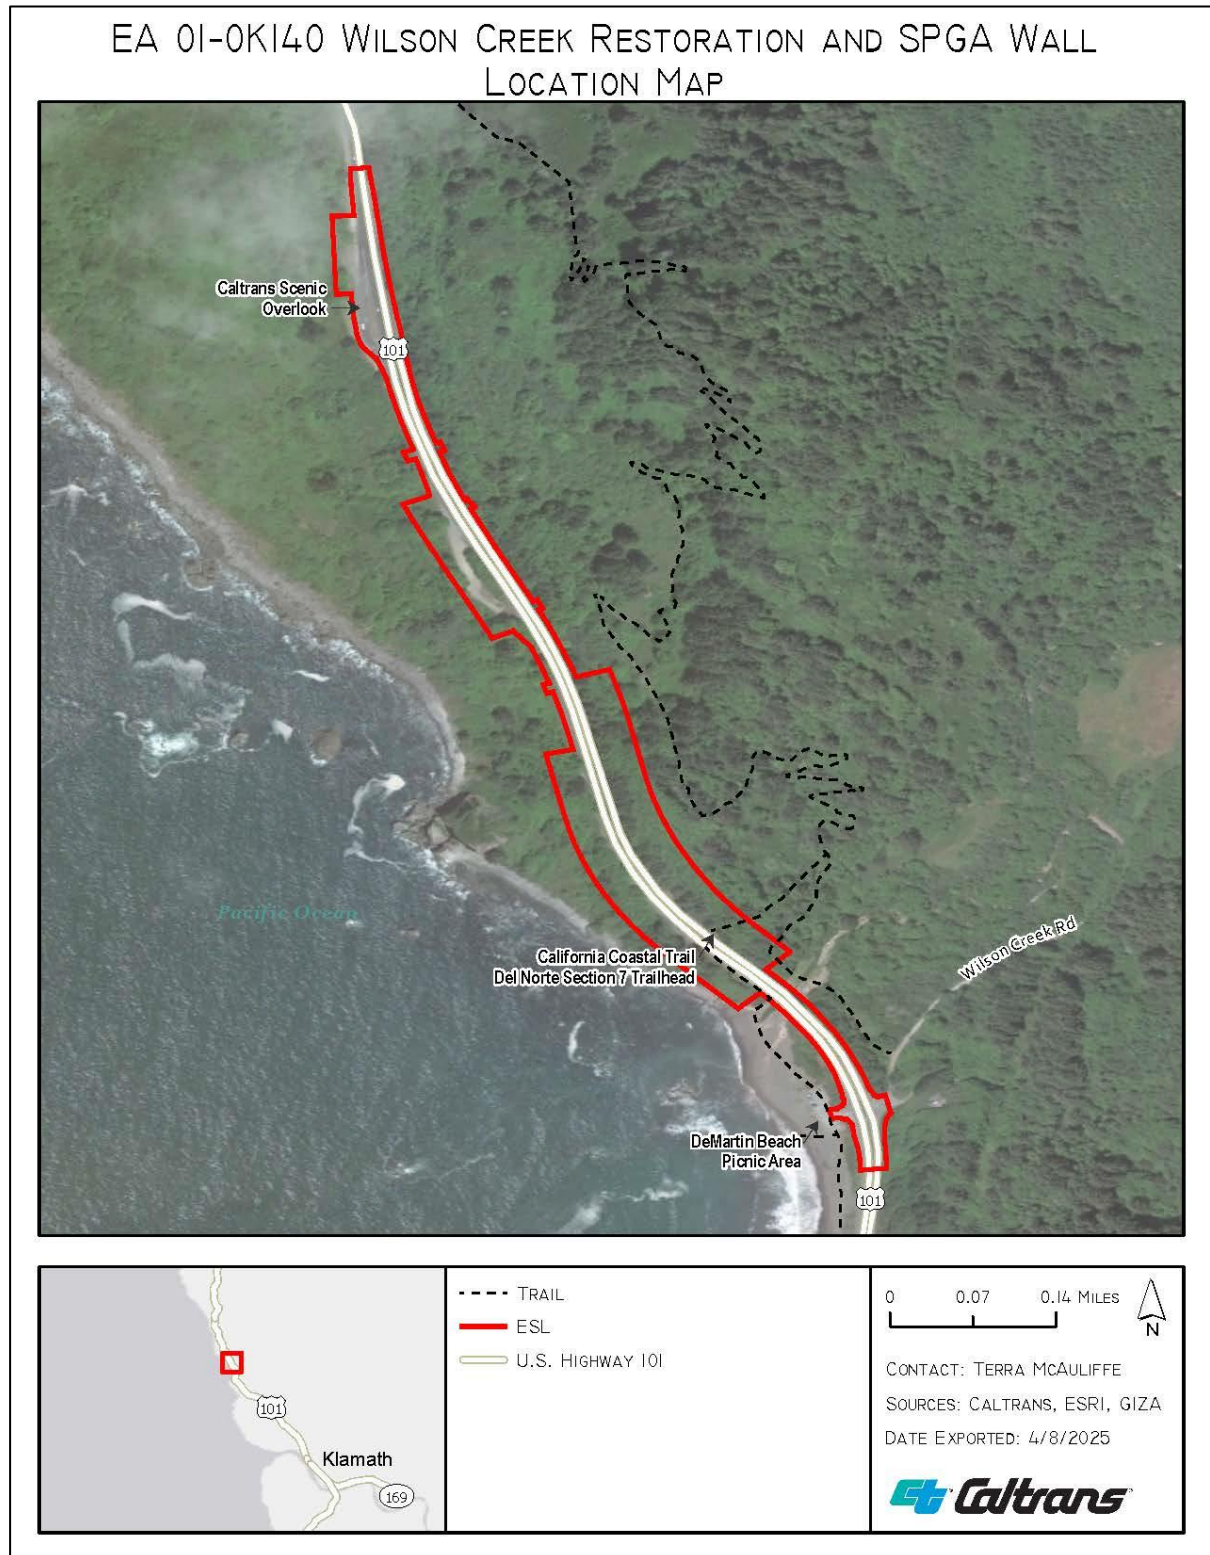 EA 01-0K140 WILSON CREEK RESTORATION AND SPGA WALL
LOCATION MAP
Caltrans Scenic
Overlook
101
Pacific Ocean
California Coastal Trail
Del Norte Section 7 Trailhead
Wilson Creek Rd
DeMartin Beach
Picnic Area
101
101
Klamath
169
TRAIL
ESL
U.S. HIGHWAY 101
0 0.07 0.14 MILES
N
CONTACT: TERRA MCAULIFFE
SOURCES: CALTRANS, ESRI, GIZA
DATE EXPORTED: 4/8/2025
Ct Caltrans